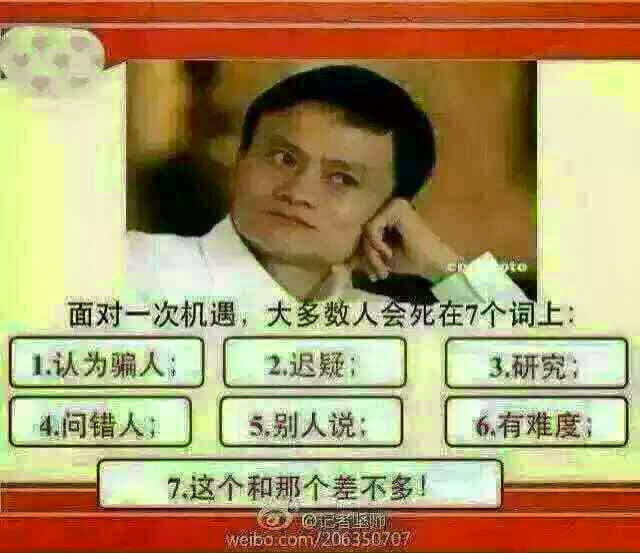 面对一次机遇，大多数人会死在7个词上：
1.认为骗人；
2.迟疑；
3.研究；
4.问错人；
5.别人说；
6.有难度；
7.这个和那个差不多！
weibo.com/206350707